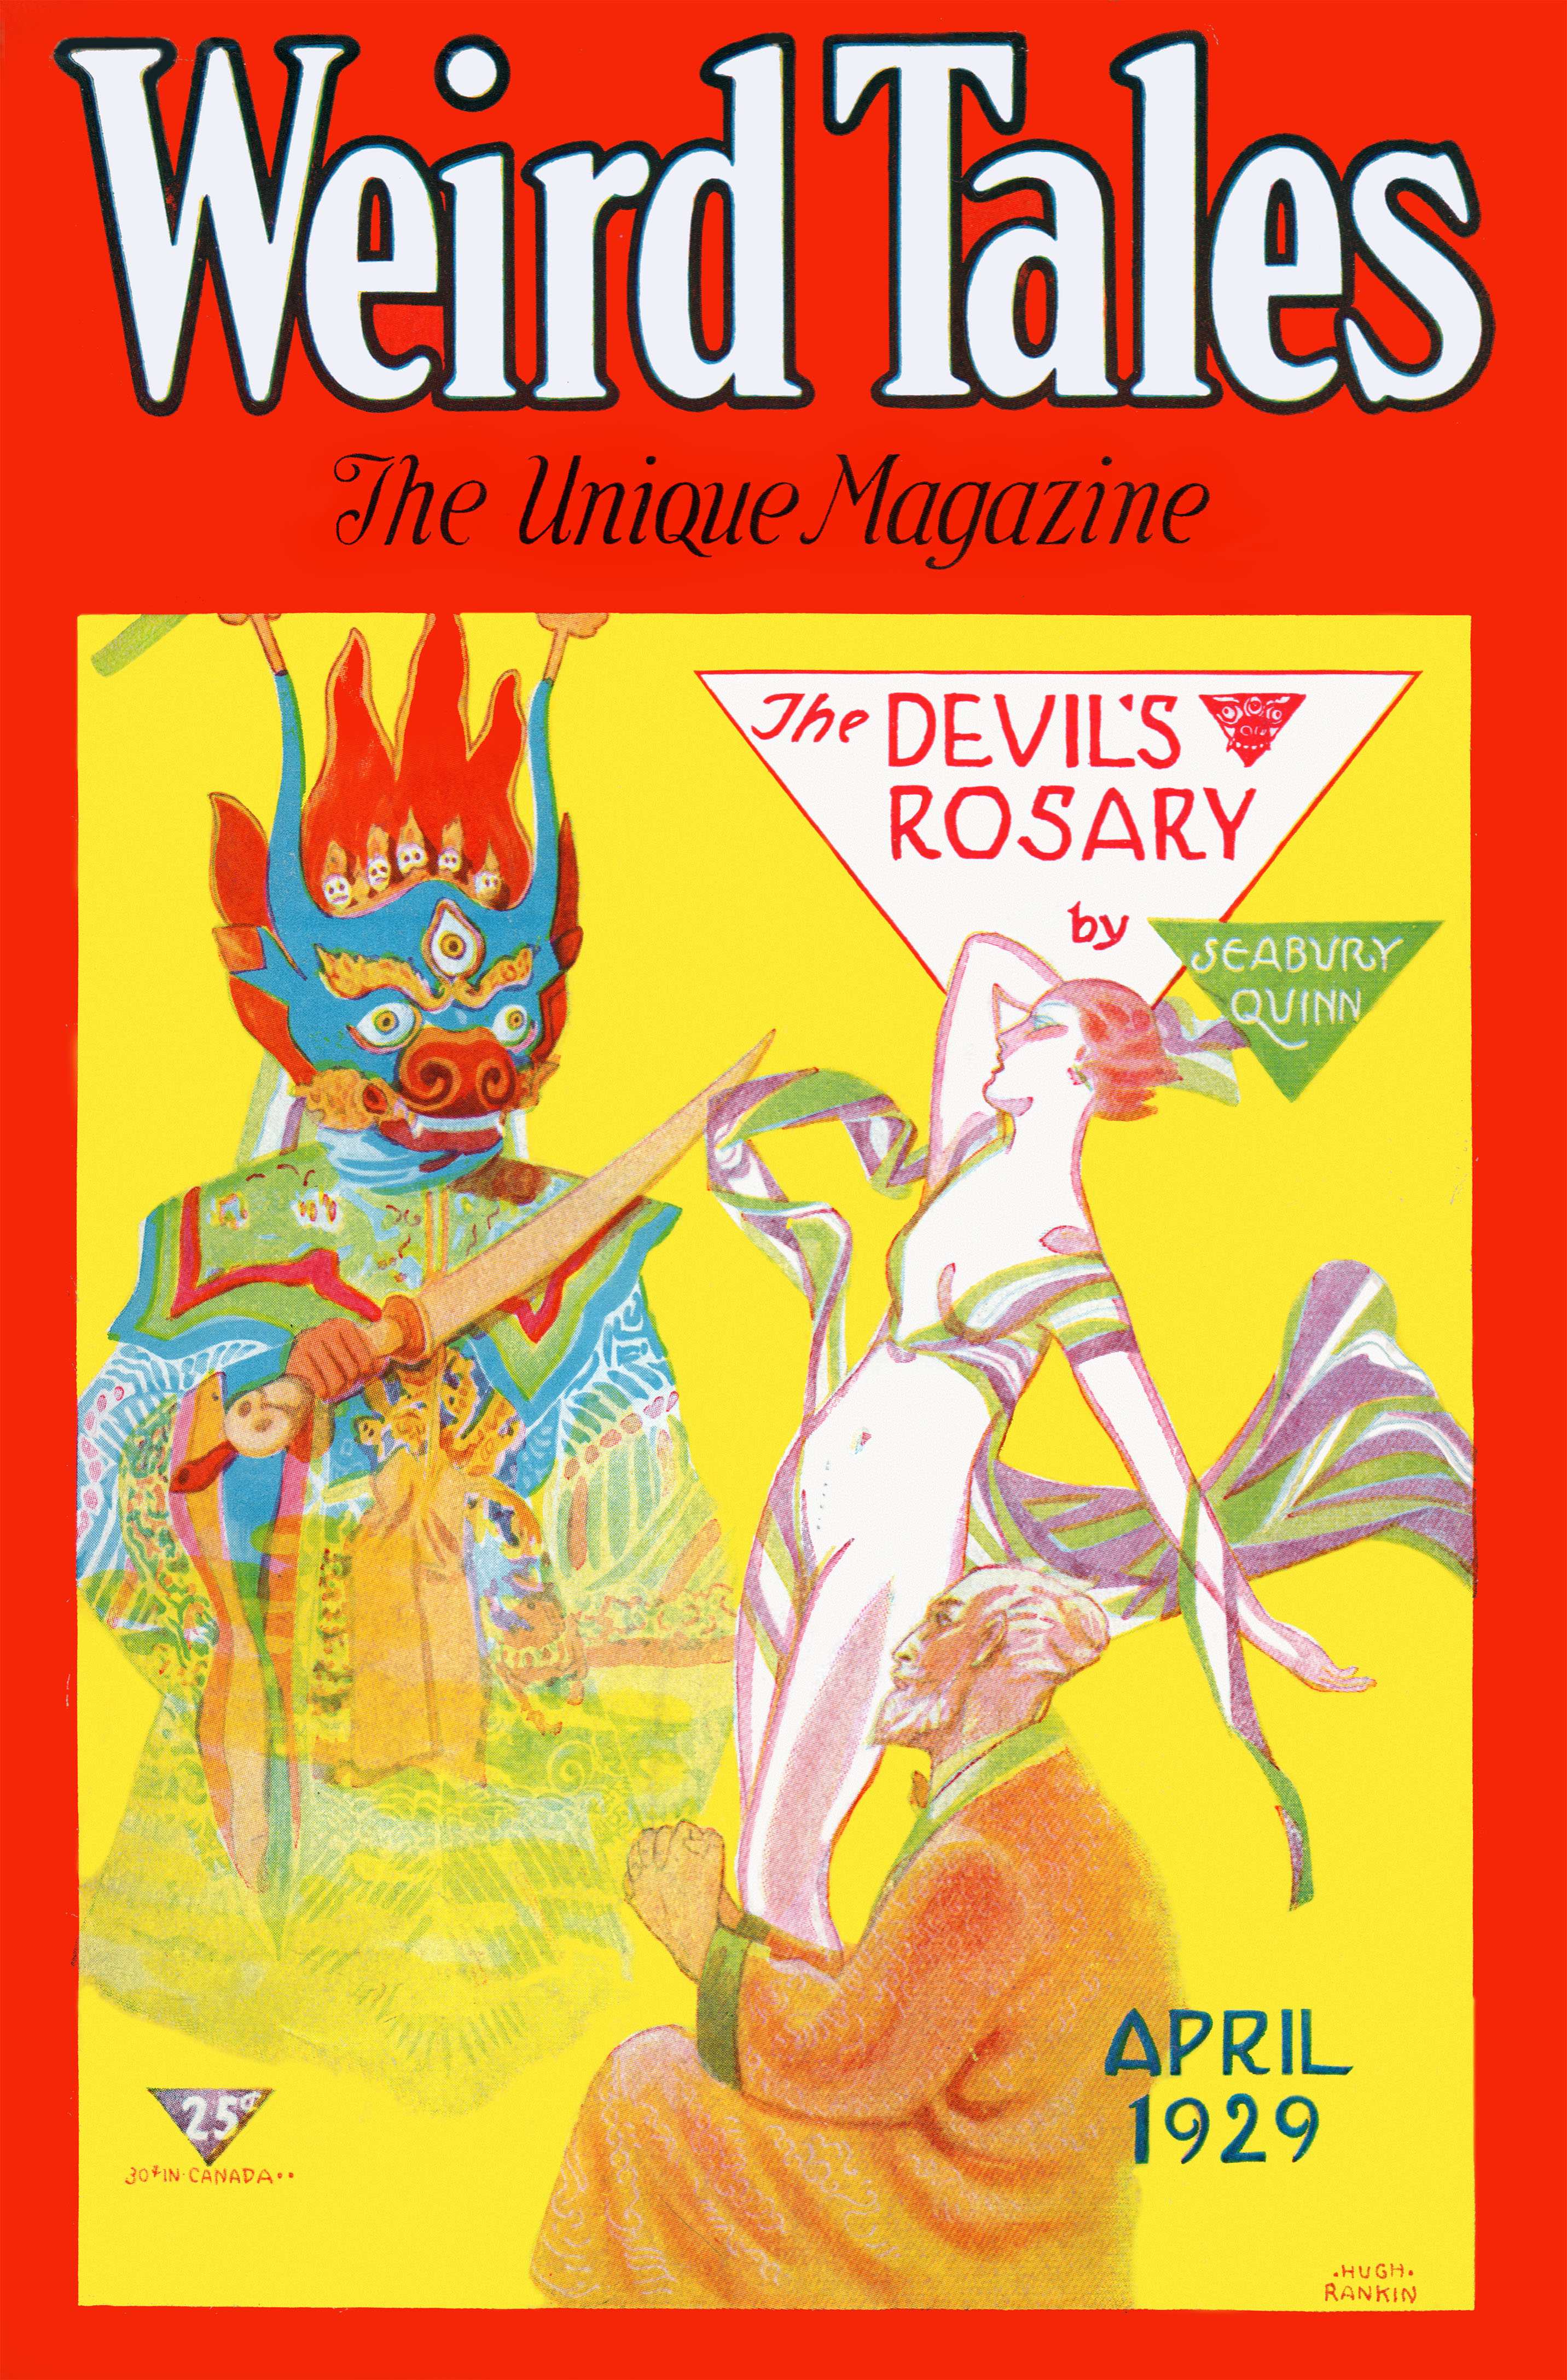 Weird Tales
The Unique Magazine
The DEVIL'S
ROSARY
by
SEABURY
QUINN
APRIL
1929
25¢
30¢ IN·CANADA··
·HUGH·
RANKIN